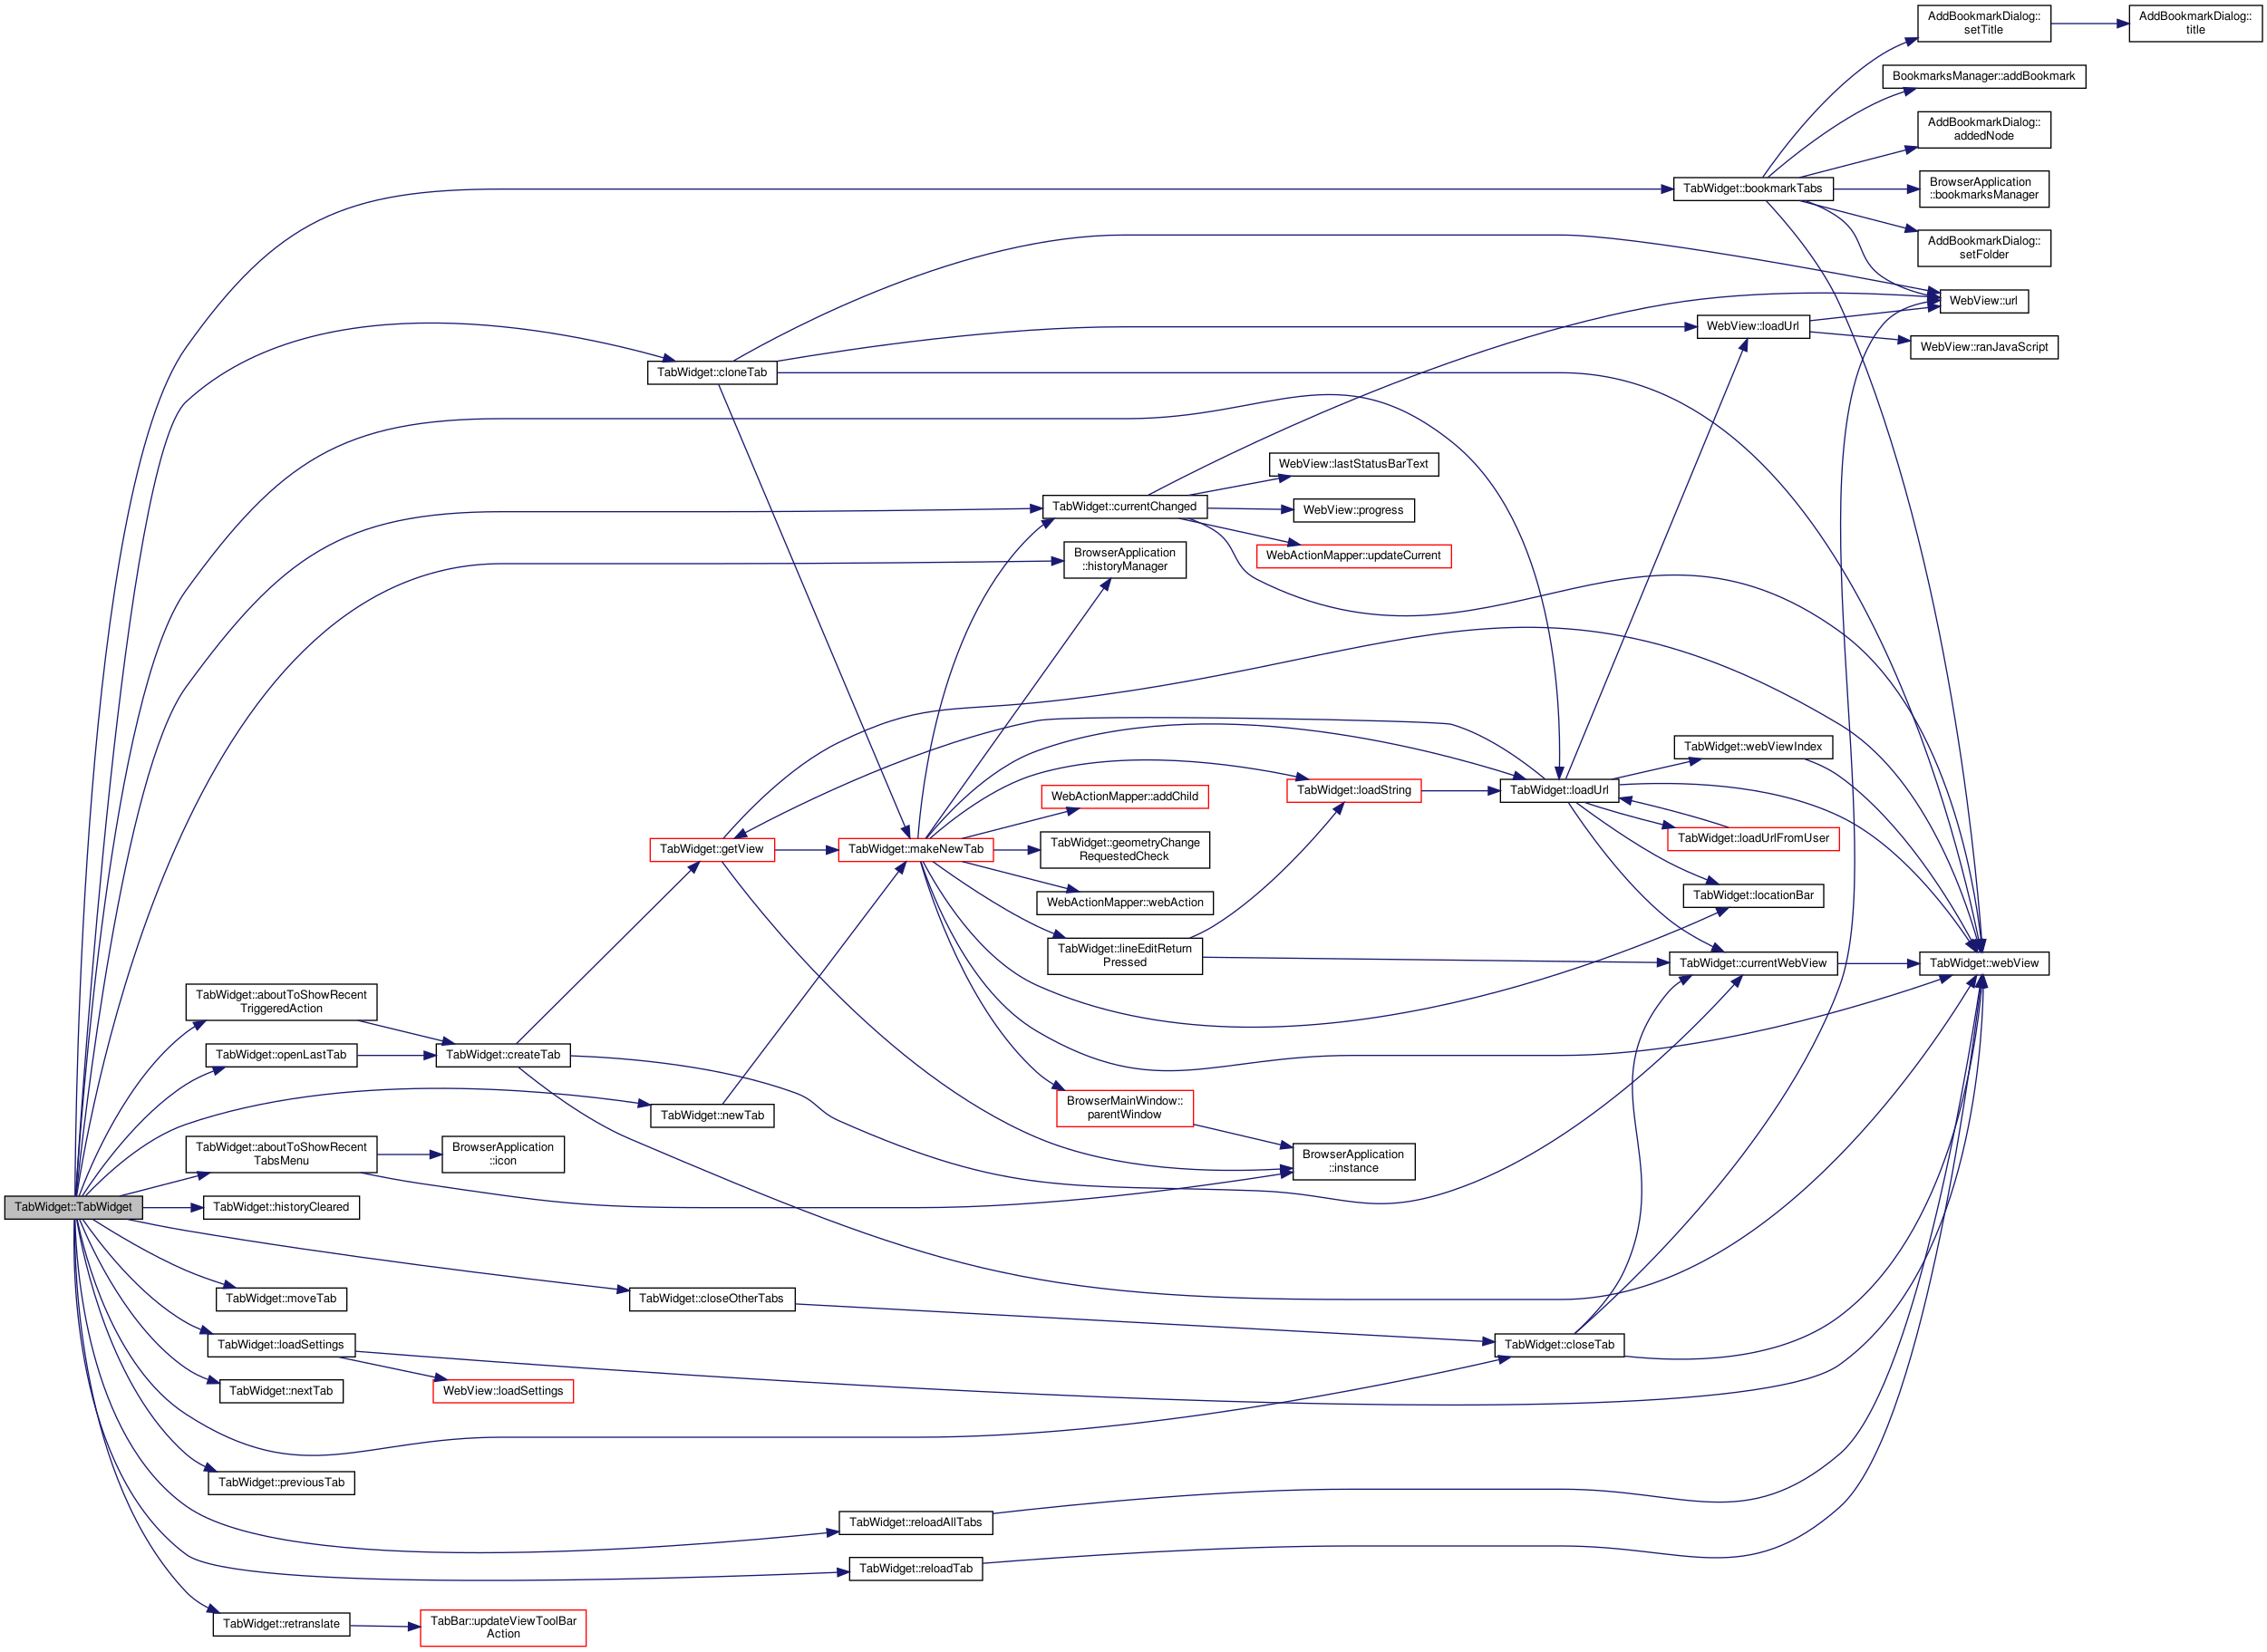 AddBookmarkDialog::
setTitle
AddBookmarkDialog::
title
BookmarksManager::addBookmark
AddBookmarkDialog::
addedNode
TabWidget::bookmarkTabs
BrowserApplication
::bookmarksManager
AddBookmarkDialog::
setFolder
WebView::url
WebView::loadUrl
WebView::ranJavaScript
TabWidget::cloneTab
WebView::lastStatusBarText
TabWidget::currentChanged
WebView::progress
WebActionMapper::updateCurrent
BrowserApplication
::historyManager
TabWidget::webViewIndex
WebActionMapper::addChild
TabWidget::loadString
TabWidget::loadUrl
TabWidget::getView
TabWidget::makeNewTab
TabWidget::geometryChange
RequestedCheck
TabWidget::loadUrlFromUser
WebActionMapper::webAction
TabWidget::locationBar
TabWidget::lineEditReturn
Pressed
TabWidget::currentWebView
TabWidget::webView
TabWidget::aboutToShowRecent
TriggeredAction
TabWidget::openLastTab
TabWidget::createTab
TabWidget::newTab
BrowserMainWindow::
parentWindow
TabWidget::aboutToShowRecent
TabsMenu
BrowserApplication
::icon
BrowserApplication
::instance
TabWidget::TabWidget
TabWidget::historyCleared
TabWidget::moveTab
TabWidget::closeOtherTabs
TabWidget::loadSettings
TabWidget::closeTab
TabWidget::nextTab
WebView::loadSettings
TabWidget::previousTab
TabWidget::reloadAllTabs
TabWidget::reloadTab
TabWidget::retranslate
TabBar::updateViewToolBar
Action